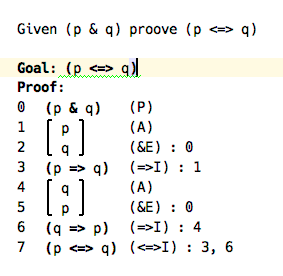 Given (p & q) proove (p <=> q)
Goal: (p <=> q)
Proof:
0 (p & q) (P)
1 [ p ] (A)
2 [ q ] (&E) : 0
3 (p => q) (=>I) : 1
4 [ q ] (A)
5 [ p ] (&E) : 0
6 (q => p) (=>I) : 4
7 (p <=> q) (<=>I) : 3, 6